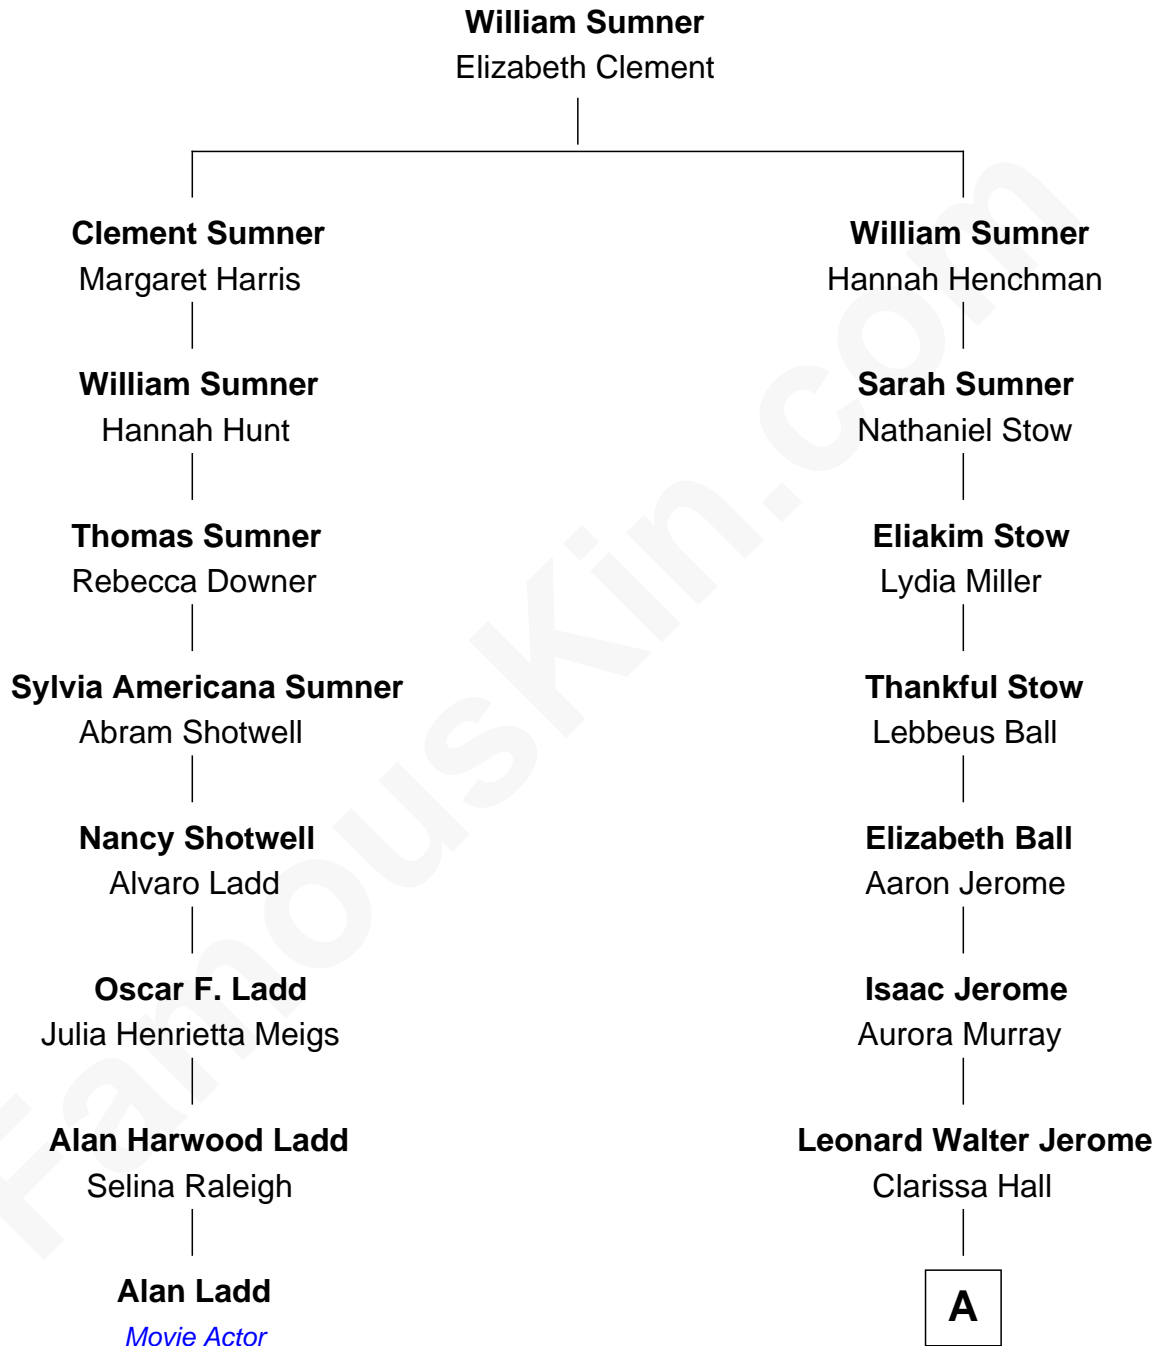 William Sumner
Elizabeth Clement
Clement Sumner
Margaret Harris
William Sumner
Hannah Henchman
William Sumner
Hannah Hunt
Sarah Sumner
Nathaniel Stow
Thomas Sumner
Rebecca Downer
Eliakim Stow
Lydia Miller
Sylvia Americana Sumner
Abram Shotwell
Thankful Stow
Lebbeus Ball
Nancy Shotwell
Alvaro Ladd
Elizabeth Ball
Aaron Jerome
Oscar F. Ladd
Julia Henrietta Meigs
Isaac Jerome
Aurora Murray
Alan Harwood Ladd
Selina Raleigh
Leonard Walter Jerome
Clarissa Hall
Alan Ladd
Movie Actor
A
FamousKin.com